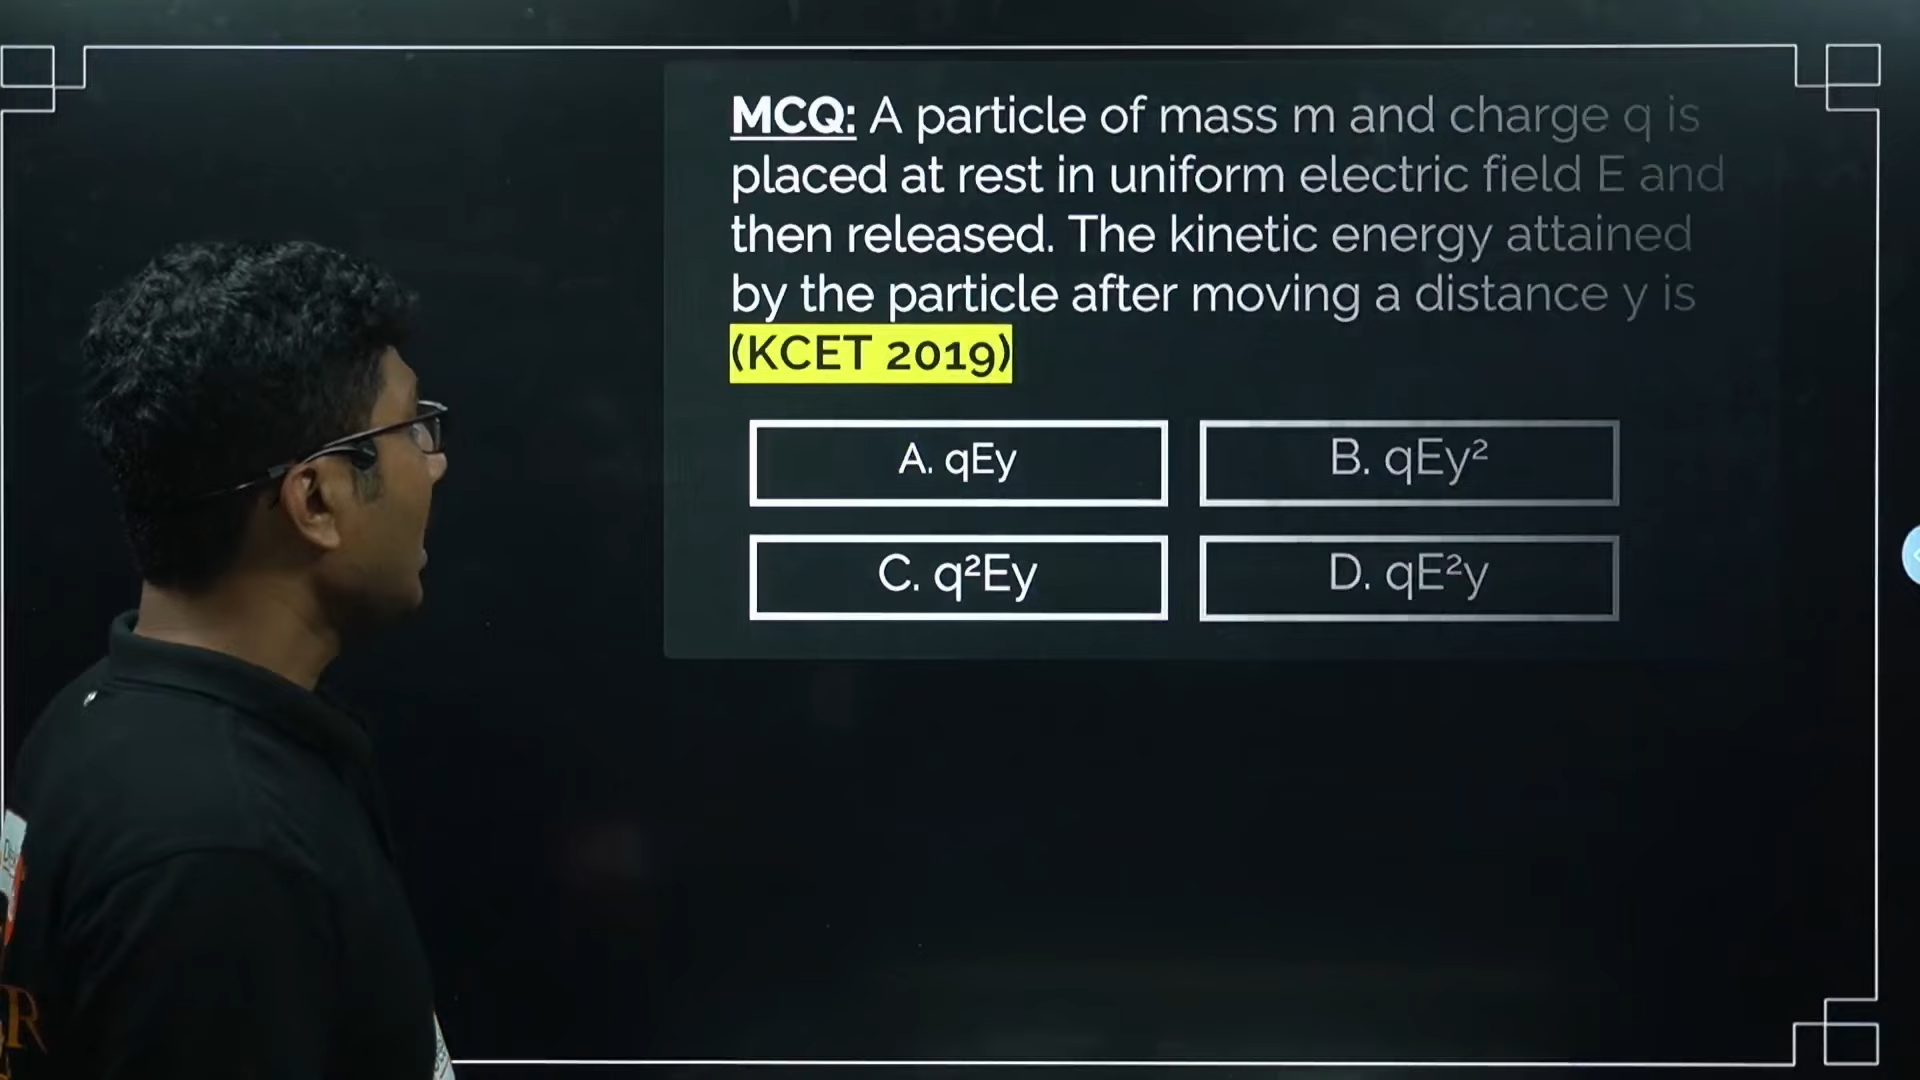 MCQ: A particle of mass m and charge q is
placed at rest in uniform electric field E and
then released. The kinetic energy attained
by the particle after moving a distance y is
(KCET 2019)
A. qEy
B. qEy²
C. q²Ey
D. qE²y
R